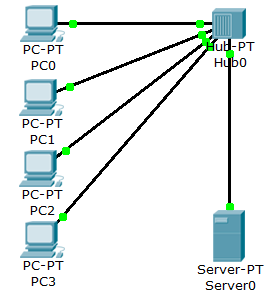 PC-PT
PC0
Hub-PT
Hub0
PC-PT
PC1
PC-PT
PC2
PC-PT
PC3
Server-PT
Server0